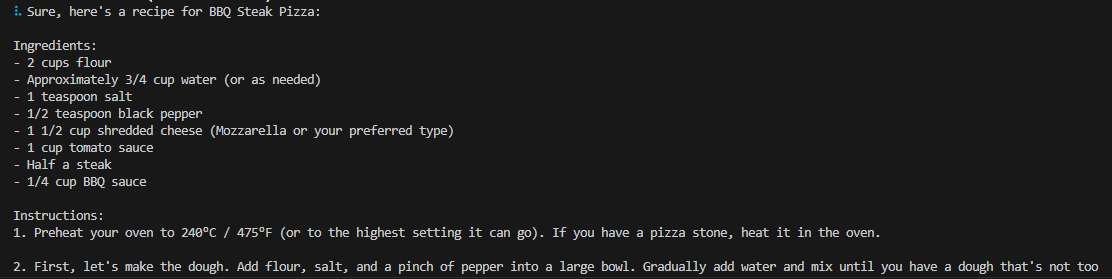 Sure, here's a recipe for BBQ Steak Pizza:
Ingredients:
- 2 cups flour
- Approximately 3/4 cup water (or as needed)
- 1 teaspoon salt
- 1/2 teaspoon black pepper
- 1 1/2 cup shredded cheese (Mozzarella or your preferred type)
- 1 cup tomato sauce
- Half a steak
- 1/4 cup BBQ sauce
Instructions:
1. Preheat your oven to 240°C / 475°F (or to the highest setting it can go). If you have a pizza stone, heat it in the oven.
2. First, let's make the dough. Add flour, salt, and a pinch of pepper into a large bowl. Gradually add water and mix until you have a dough that's not too